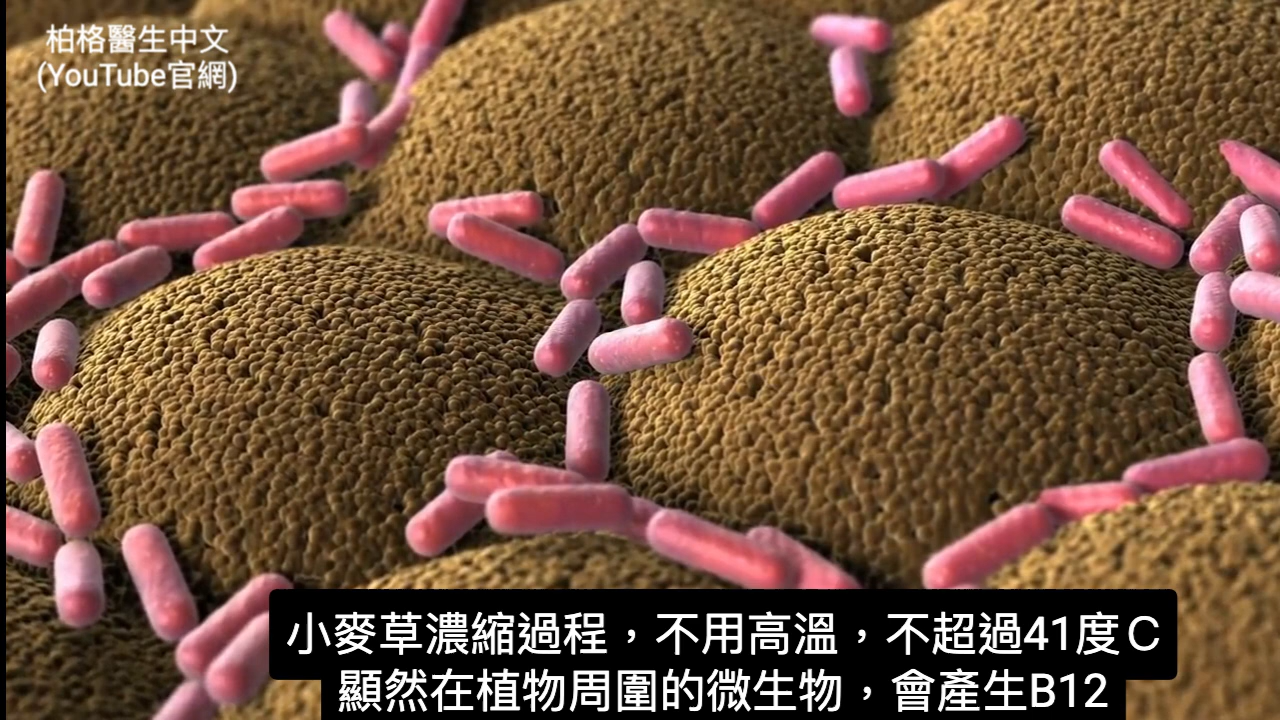 柏格醫生中文
(YouTube官網)
小麥草濃縮過程，不用高溫，不超過41度C
顯然在植物周圍的微生物，會產生B12